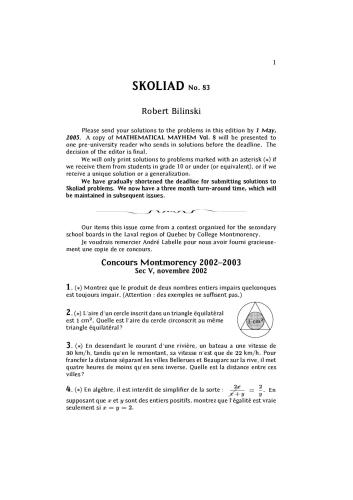 1
SKOLIAD No. 83
Robert Bilinski
Please send your solutions to the problems in this edition by 1 May,
2005. A copy of MATHEMATICAL MAYHEM Vol. 8 will be presented to
one pre-university reader who sends in solutions before the deadline. The
decision of the editor is final.
We will only print solutions to problems marked with an asterisk (∗) if
we receive them from students in grade 10 or under (or equivalent), or if we
receive a unique solution or a generalization.
We have gradually shortened the deadline for submitting solutions to
Skoliad problems. We now have a three month turn-around time, which will
be maintained in subsequent issues.
Our items this issue come from a contest organised for the secondary
school boards in the Laval region of Quebec by College Montmorency.
Je voudrais remercier André Labelle pour nous avoir fourni gracieuse-
ment une copie de ce concours.
Concours Montmorency 2002–2003
Sec V, novembre 2002
1. (∗) Montrez que le produit de deux nombres entiers impairs quelconques
est toujours impair. (Attention : des exemples ne suffisent pas.)
2. (∗) L'aire d'un cercle inscrit dans un triangle équilatéral
est 1 cm². Quelle est l'aire du cercle circonscrit au même
triangle équilatéral ?
1 cm²
3. (∗) En descendant le courant d'une rivière, un bateau a une vitesse de
30 km/h, tandis qu'en le remontant, sa vitesse n'est que de 22 km/h. Pour
franchir la distance séparant les villes Bellerues et Beauparc sur la rive, il met
quatre heures de moins qu'en sens inverse. Quelle est la distance entre ces
villes ?
4. (∗) En algèbre, il est interdit de simplifier de la sorte : 2x/x + y = 2/y. En
supposant que x et y sont des entiers positifs, montrez que l'égalité est vraie
seulement si x = y = 2.